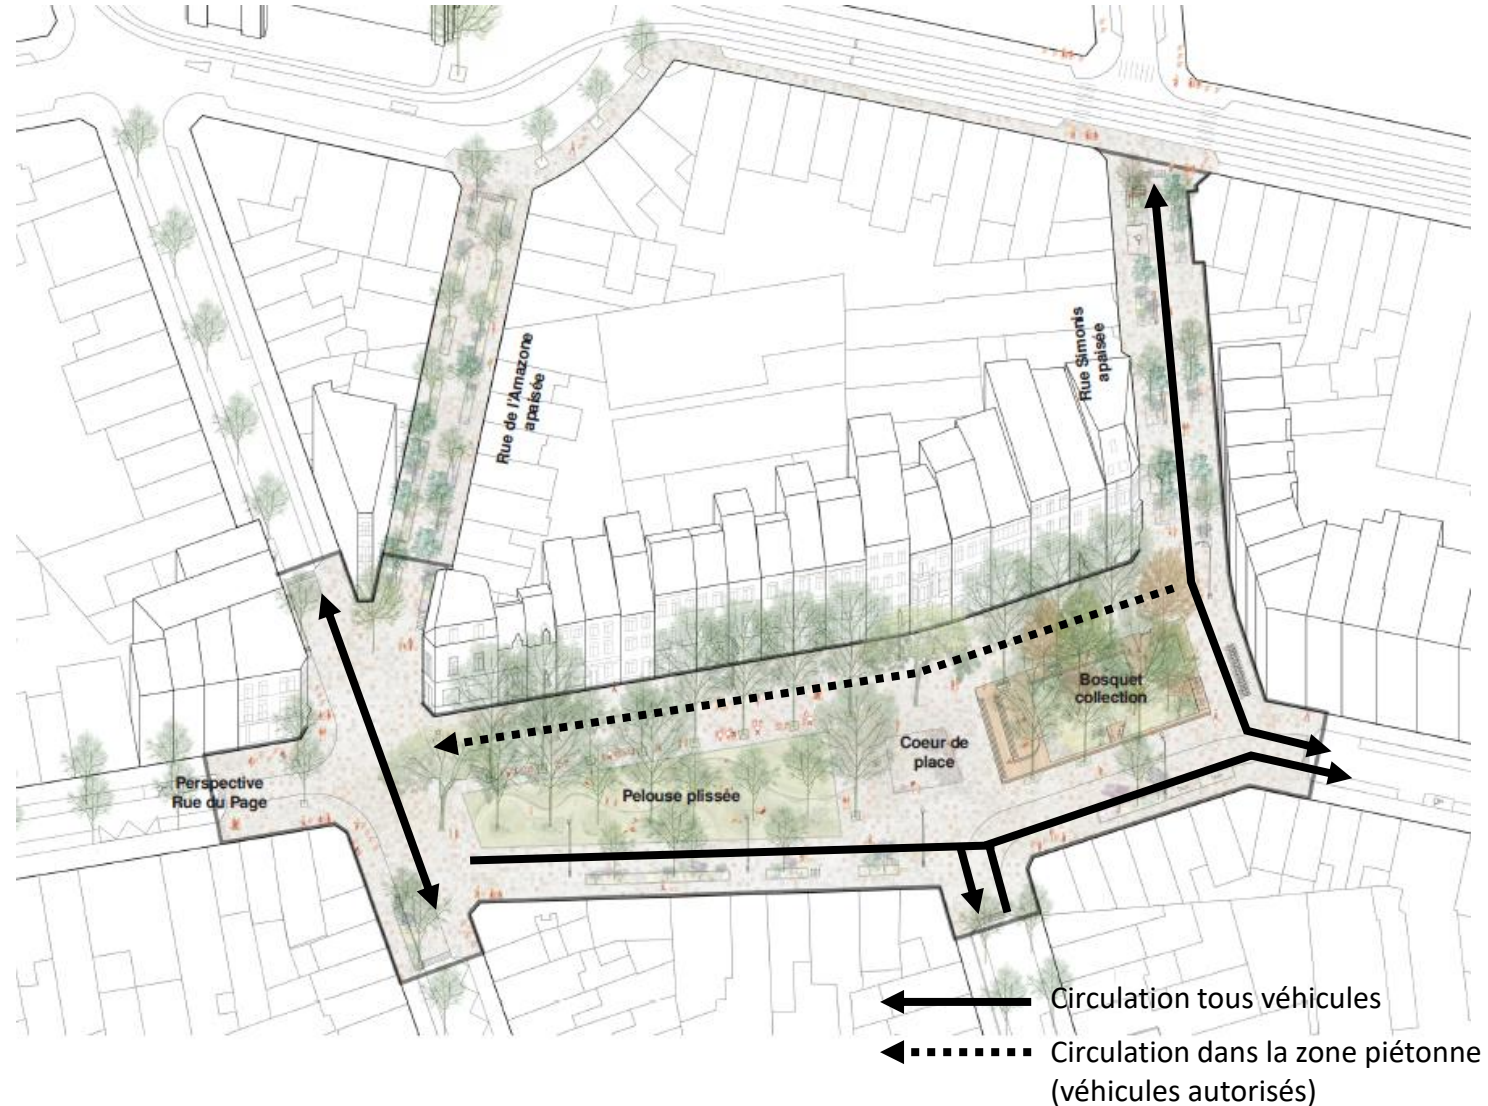 Rue de l'Amazone
apaisée
Rue Simonis
apaisée
Bosquet
collection
Coeur de
place
Perspective
Rue du Page
Pelouse plissée
Circulation tous véhicules
Circulation dans la zone piétonne
(véhicules autorisés)